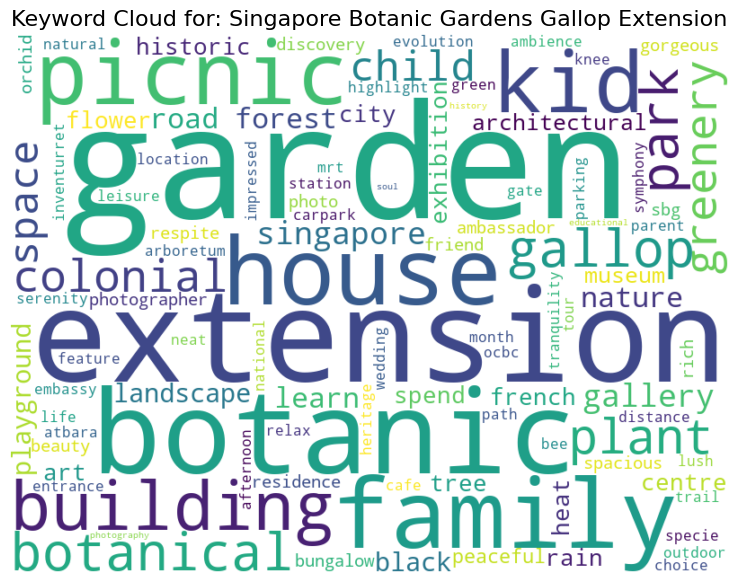 Keyword Cloud for: Singapore Botanic Gardens Gallop Extension
orchid
natural
historic
discovery
evolution
ambience
gorgeous
picnic
child
kid
knee
highlight
green
history
park
greenery
flower
road
forest
city
exhibition
architectural
garden
space
inventurret
location
leisure
impressed
mrt
station
photo
carpark
soul
gate
parking
symphony
sbg
educational
parent
respite
arboretum
singapore
friend
ambassador
gallop
colonial
house
museum
nature
serenity
photographer
extension
feature
neat
national
wedding
month
ocbc
tranquility
tour
rich
playground
embassy
landscape
learn
spend
french
gallery
life
atbara
beauty
relax
heritage
path
distance
botanic
bee
plant
art
afternoon
spacious
lush
entrance
residence
cafe
tree
heat
centre
trail
building
family
photography
specie
outdoor
botanical
bungalow
black
peaceful
rain
choice